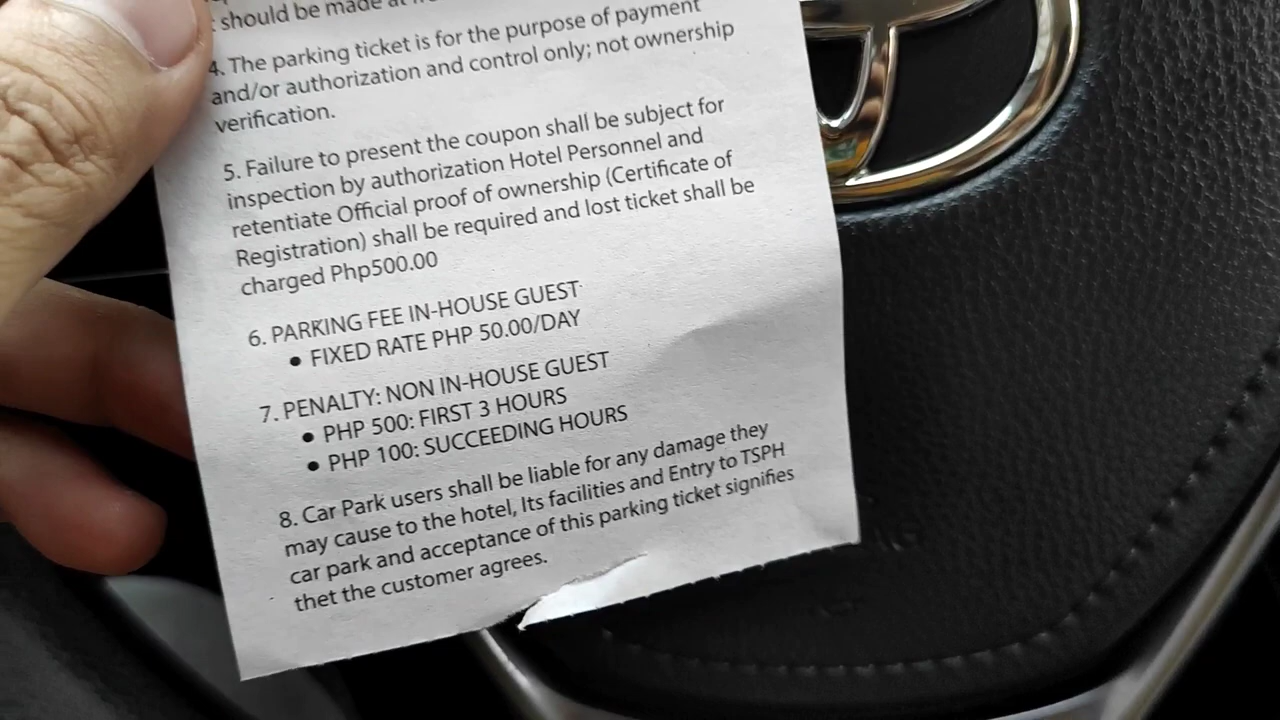 should be made at
4. The parking ticket is for the purpose of payment
and/or authorization and control only; not ownership
verification.
5. Failure to present the coupon shall be subject for
inspection by authorization Hotel Personnel and
retentiate Official proof of ownership (Certificate of
Registration) shall be required and lost ticket shall be
charged Php500.00
6. PARKING FEE IN-HOUSE GUEST
• FIXED RATE PHP 50.00/DAY
7. PENALTY: NON IN-HOUSE GUEST
• PHP 500: FIRST 3 HOURS
• PHP 100: SUCCEEDING HOURS
8. Car Park users shall be liable for any damage they
may cause to the hotel, Its facilities and Entry to TSPH
car park and acceptance of this parking ticket signifies
thet the customer agrees.